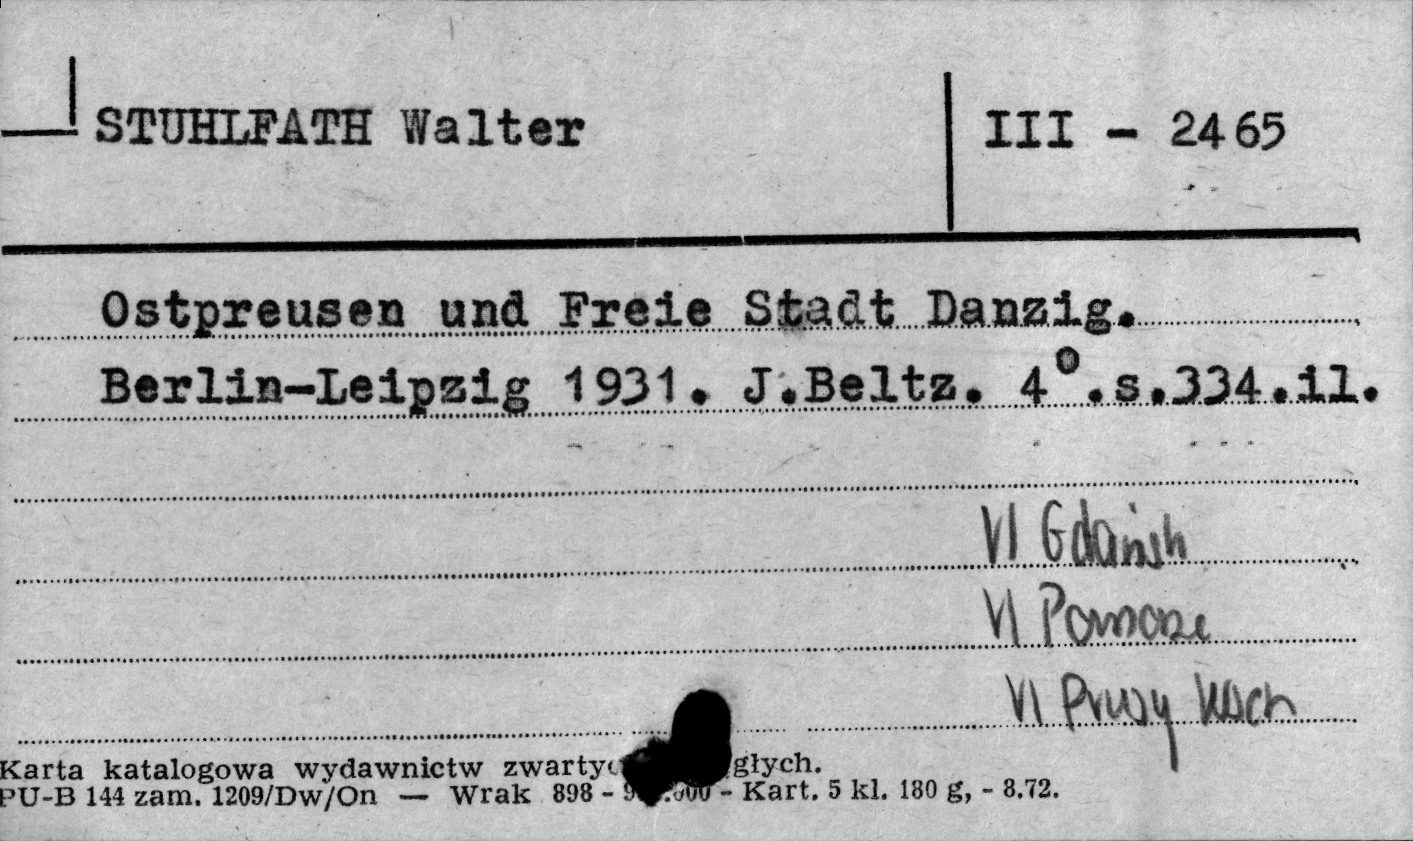 STUHLFATH Walter
III - 2465
Ostpreusen und Freie Stadt Danzig.
Berlin-Leipzig 1931. J.Beltz. 4°.s.334.il.
VI Gdańsk
VI Pomorze
VI Prusy Wsch
Karta katalogowa wydawnictw
PU-B 144 zam. 1209/Dw/On — Wrak 898 - - Kart. 5 kl. 180 g, - 8.72.